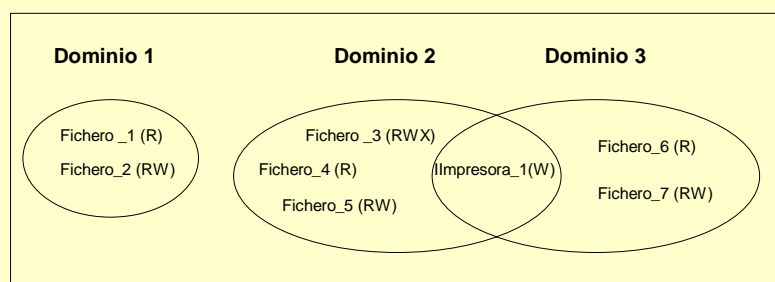 Dominio 1
Dominio 2
Dominio 3
Fichero _1 (R)
Fichero_2 (RW)
Fichero _3 (RWX)
Fichero_4 (R)
Fichero_5 (RW)
IImpresora_1(W)
Fichero_6 (R)
Fichero_7 (RW)